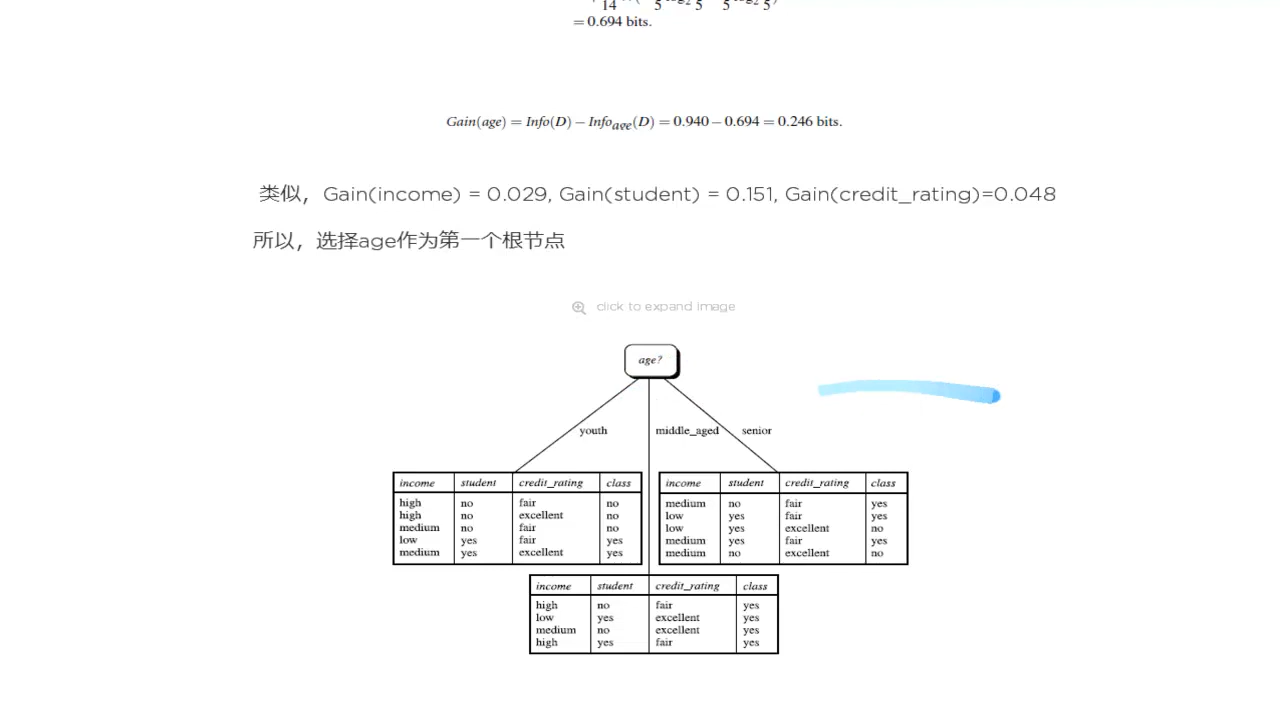 14 5 5 5 5
= 0.694 bits.
Gain(age) = Info(D) − Infoage(D) = 0.940 − 0.694 = 0.246 bits.
类似，Gain(income) = 0.029, Gain(student) = 0.151, Gain(credit_rating)=0.048
所以，选择age作为第一个根节点
click to expand image
age?
youth middle_aged senior
income student credit_rating class
high no fair no
high no excellent no
medium no fair no
low yes fair yes
medium yes excellent yes
income student credit_rating class
medium no fair yes
low yes fair yes
low yes excellent no
medium yes fair yes
medium no excellent no
income student credit_rating class
high no fair yes
low yes excellent yes
medium no excellent yes
high yes fair yes